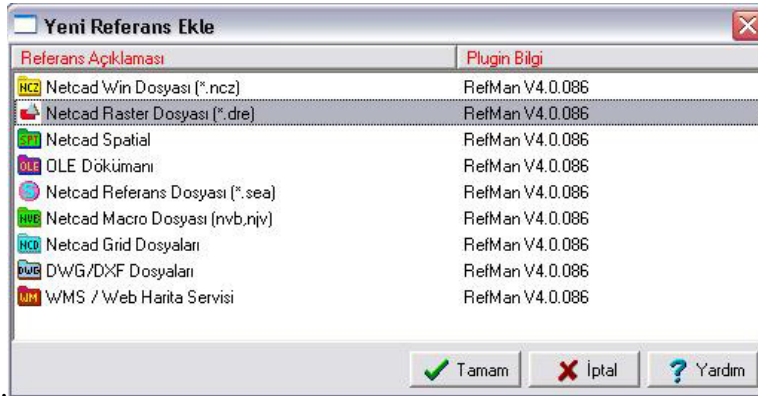 Yeni Referans Ekle
Referans Açıklaması Plugin Bilgi
NCZ Netcad Win Dosyası (*.ncz) RefMan V4.0.086
Netcad Raster Dosyası (*.dre) RefMan V4.0.086
SPT Netcad Spatial RefMan V4.0.086
OLE OLE Dökümanı RefMan V4.0.086
Netcad Referans Dosyası (*.sea) RefMan V4.0.086
NVB Netcad Macro Dosyası (nvb,njv) RefMan V4.0.086
NCD Netcad Grid Dosyaları RefMan V4.0.086
DWG DWG/DXF Dosyaları RefMan V4.0.086
WM WMS / Web Harita Servisi RefMan V4.0.086
Tamam İptal ? Yardım
.